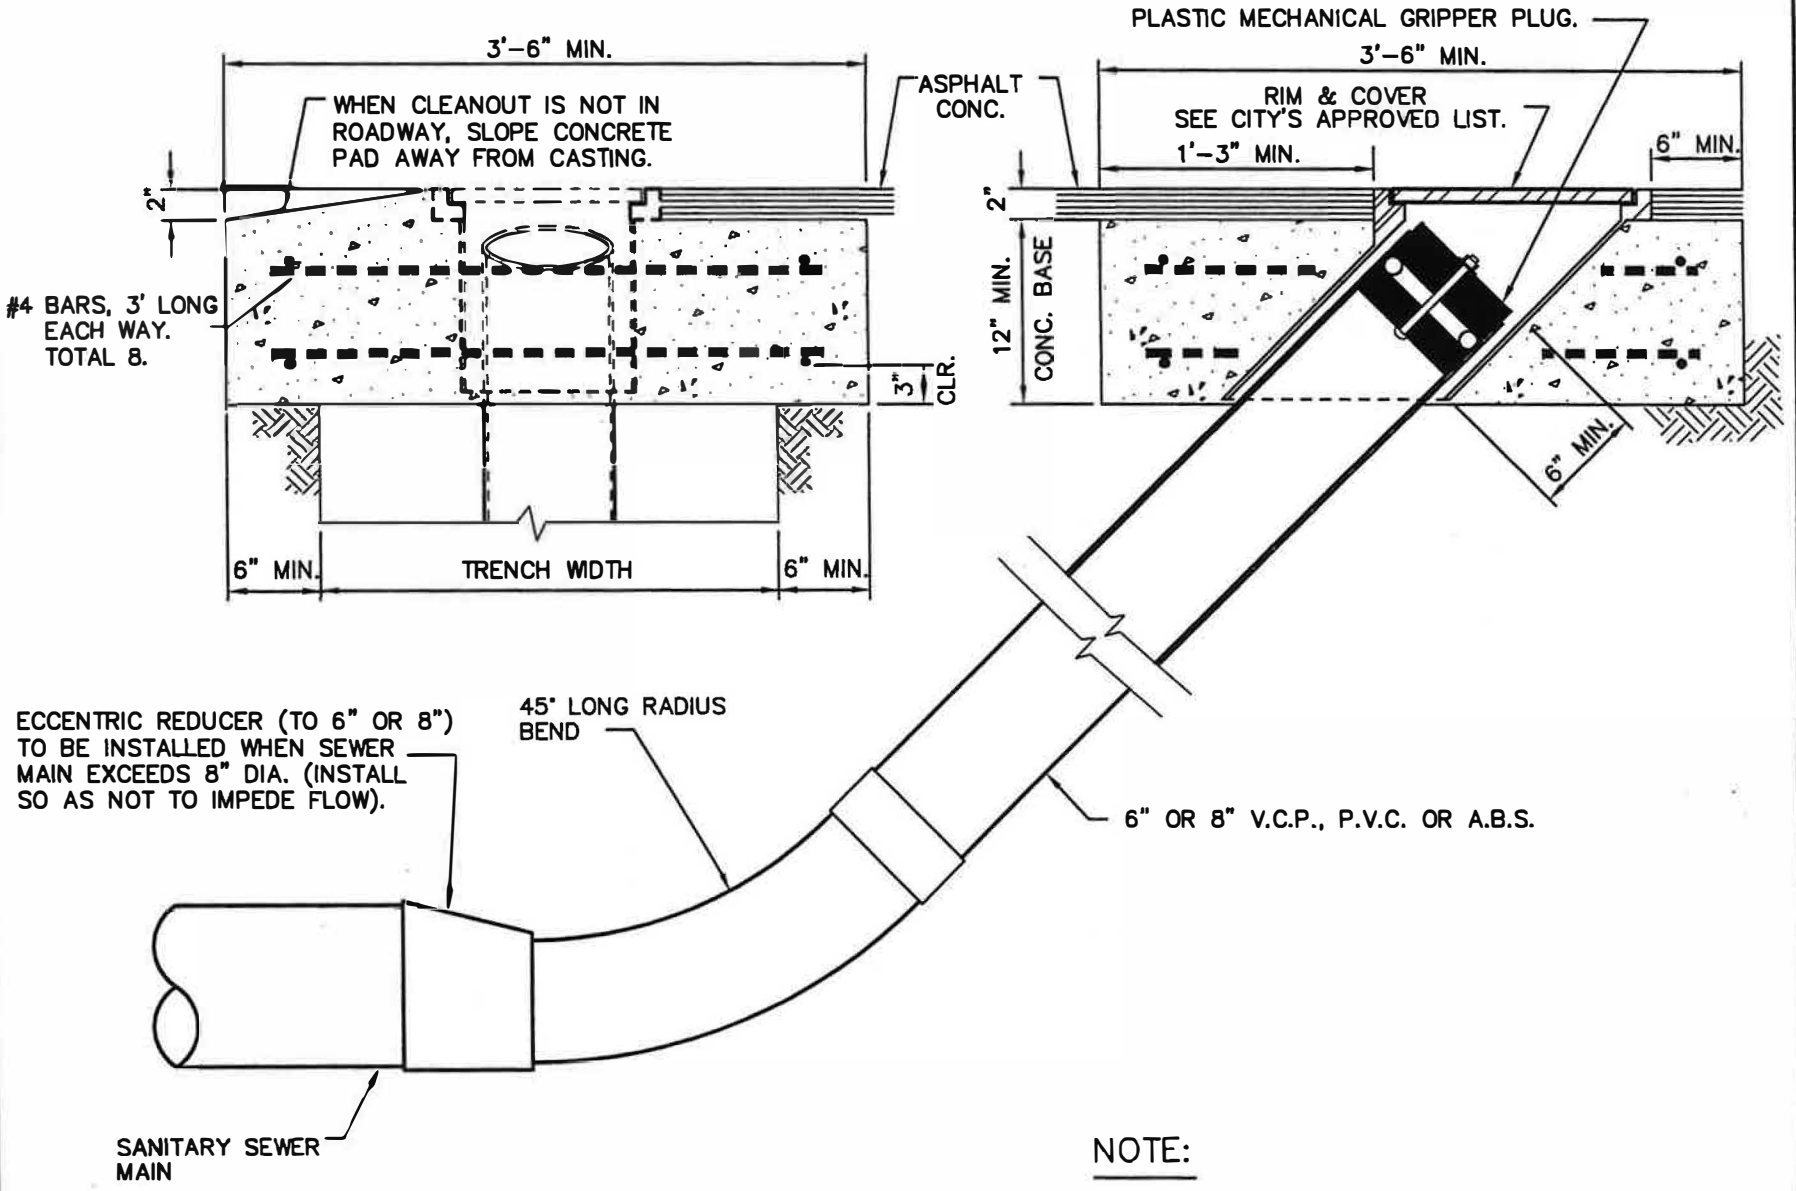 PLASTIC MECHANICAL GRIPPER PLUG.
3'-6" MIN.
3'-6" MIN.
WHEN CLEANOUT IS NOT IN
ROADWAY, SLOPE CONCRETE
PAD AWAY FROM CASTING.
ASPHALT
CONC.
RIM & COVER
SEE CITY'S APPROVED LIST.
1'-3" MIN.
6" MIN.
2"
2"
#4 BARS, 3' LONG
EACH WAY.
TOTAL 8.
12" MIN.
CONC. BASE
3"
CLR.
6" MIN.
6" MIN.
TRENCH WIDTH
6" MIN.
ECCENTRIC REDUCER (TO 6" OR 8")
TO BE INSTALLED WHEN SEWER
MAIN EXCEEDS 8" DIA. (INSTALL
SO AS NOT TO IMPEDE FLOW).
45° LONG RADIUS
BEND
6" OR 8" V.C.P., P.V.C. OR A.B.S.
SANITARY SEWER
MAIN
NOTE: